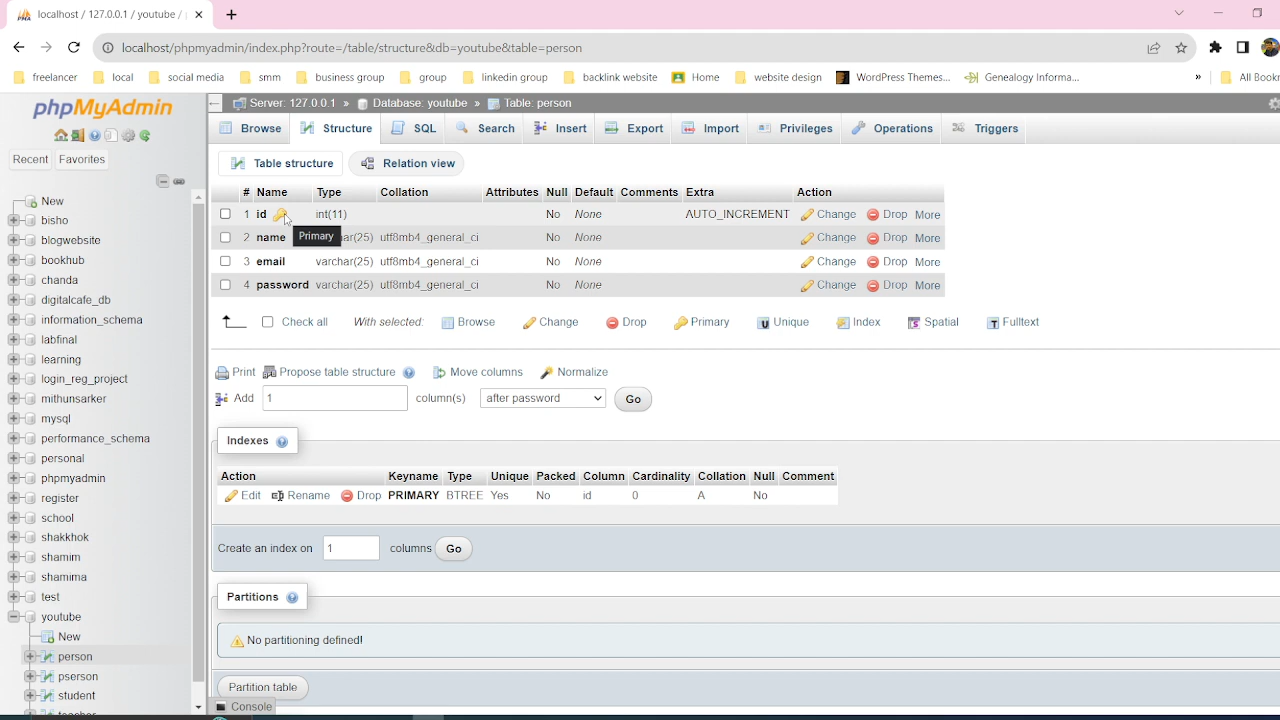 localhost / 127.0.0.1 / youtube /
localhost/phpmyadmin/index.php?route=/table/structure&db=youtube&table=person
freelancer local social media smm business group group linkedin group backlink website Home website design WordPress Themes... Genealogy Informa... » All Book
phpMyAdmin
Recent Favorites
New
bisho
blogwebsite
bookhub
chanda
digitalcafe_db
information_schema
labfinal
learning
login_reg_project
mithunsarker
mysql
performance_schema
personal
phpmyadmin
register
school
shakkhok
shamim
shamima
test
youtube
New
person
pserson
student
Server: 127.0.0.1 » Database: youtube » Table: person
Browse Structure SQL Search Insert Export Import Privileges Operations Triggers
Table structure Relation view
# Name Type Collation Attributes Null Default Comments Extra Action
1 id int(11) No None AUTO_INCREMENT Change Drop More
2 name char(25) utf8mb4_general_ci No None Change Drop More
Primary
3 email varchar(25) utf8mb4_general_ci No None Change Drop More
4 password varchar(25) utf8mb4_general_ci No None Change Drop More
Check all With selected: Browse Change Drop Primary Unique Index Spatial Fulltext
Print Propose table structure Move columns Normalize
Add 1 column(s) after password Go
Indexes
Action Keyname Type Unique Packed Column Cardinality Collation Null Comment
Edit Rename Drop PRIMARY BTREE Yes No id 0 A No
Create an index on 1 columns Go
Partitions
No partitioning defined!
Partition table
Console